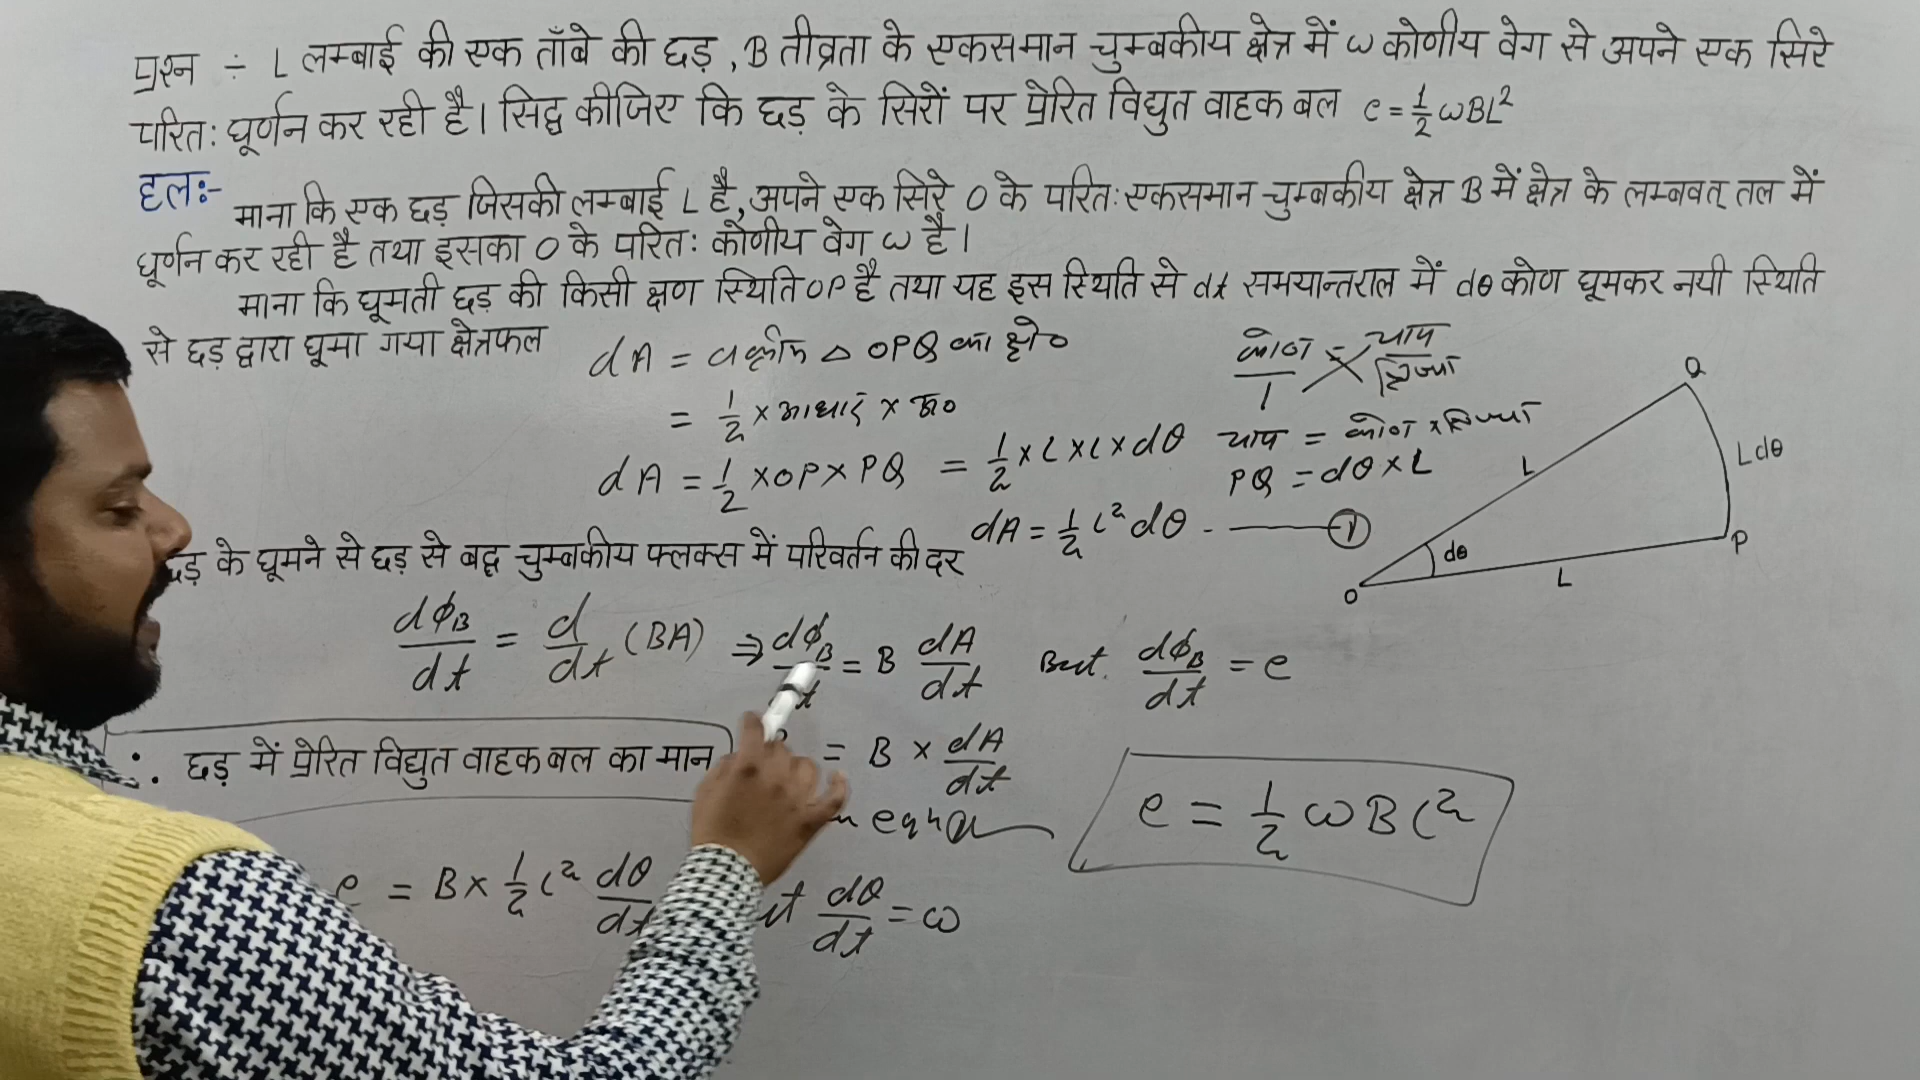 प्रश्न ÷ L लम्बाई की एक ताँबे की छड़, B तीव्रता के एकसमान चुम्बकीय क्षेत्र में ω कोणीय वेग से अपने एक सिरे
परितः घूर्णन कर रही है। सिद्ध कीजिए कि छड़ के सिरों पर प्रेरित विद्युत वाहक बल e = 1/2 ωBL²
हलः-
माना कि एक छड़ जिसकी लम्बाई L है, अपने एक सिरे O के परितः एकसमान चुम्बकीय क्षेत्र B में क्षेत्र के लम्बवत् तल में
घूर्णन कर रही है तथा इसका O के परितः कोणीय वेग ω है।
माना कि घूमती छड़ की किसी क्षण स्थिति OP है तथा यह इस स्थिति से dt समयान्तराल में dθ कोण घूमकर नयी स्थिति
से छड़ द्वारा घूमा गया क्षेत्रफल
dA = △ OPQ का क्षे०
= 1/2 × आधार × ऊ०
dA = 1/2 × OP × PQ = 1/2 × L × L × dθ
dA = 1/2 L² dθ - ①
कोण/1 = चाप/त्रिज्या
चाप = कोण × त्रिज्या
PQ = dθ × L
Q
L
Ldθ
P
dθ
L
O
छड़ के घूमने से छड़ से बद्ध चुम्बकीय फ्लक्स में परिवर्तन की दर
dϕB/dt = d/dt (BA) ⇒ dϕB/dt = B dA/dt But dϕB/dt = e
∴ छड़ में प्रेरित विद्युत वाहक बल का मान = B × dA/dt
eqn
e = B × 1/2 L² dθ/dt dθ/dt = ω
e = 1/2 ω B L²